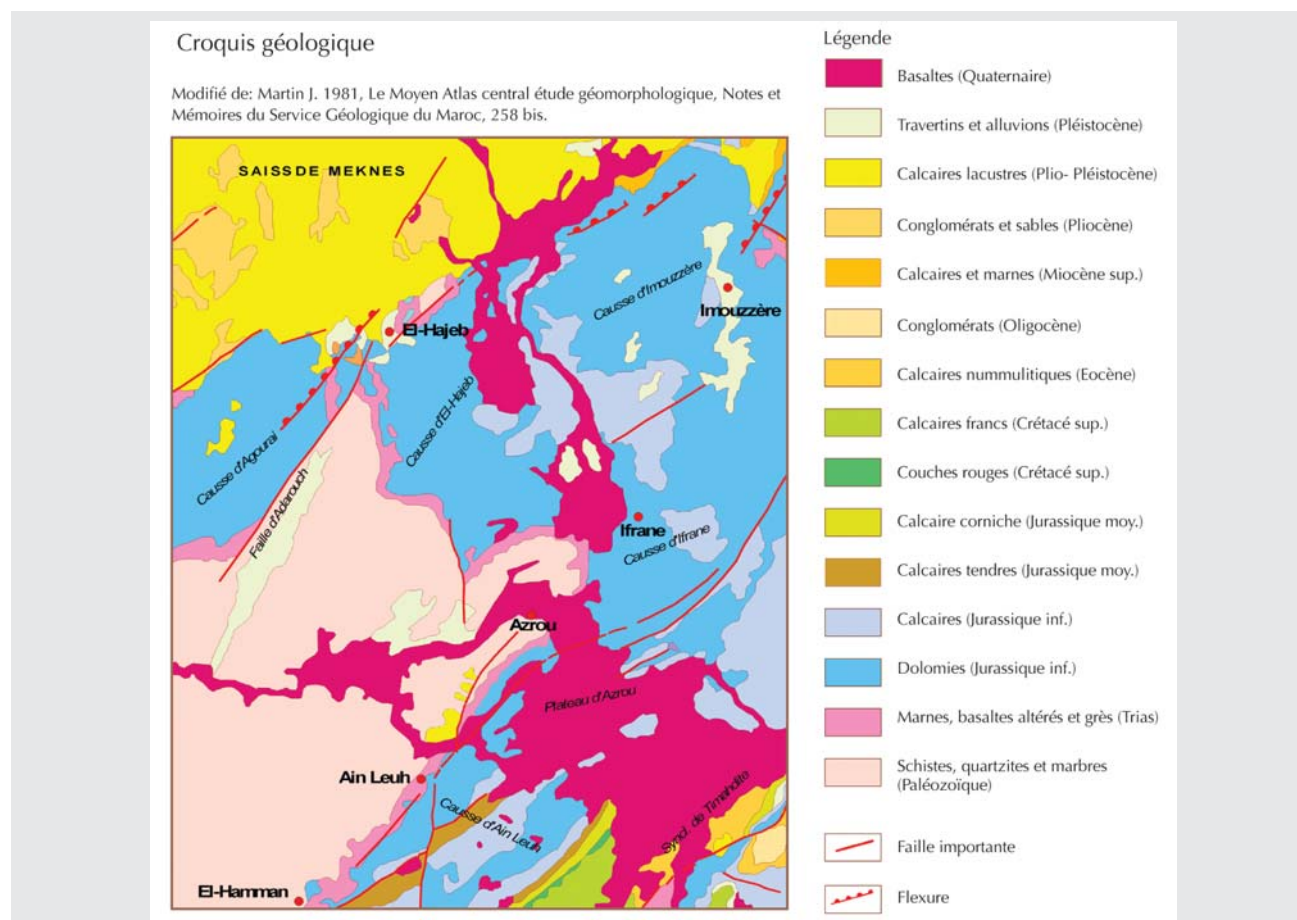 Croquis géologique
Modifié de: Martin J. 1981, Le Moyen Atlas central étude géomorphologique, Notes et
Mémoires du Service Géologique du Maroc, 258 bis.
SAISS DE MEKNES
Causse d'Imouzzère
Imouzzère
El-Hajeb
Causse d'El-Hajeb
Causse d'Agourai
Faille d'Adarouch
Ifrane
Causse d'Ifrane
Azrou
Plateau d'Azrou
Ain Leuh
Causse d'Ain Leuh
Syncl. de Timahdite
El-Hamman
Légende
Basaltes (Quaternaire)
Travertins et alluvions (Pléistocène)
Calcaires lacustres (Plio- Pléistocène)
Conglomérats et sables (Pliocène)
Calcaires et marnes (Miocène sup.)
Conglomérats (Oligocène)
Calcaires nummulitiques (Eocène)
Calcaires francs (Crétacé sup.)
Couches rouges (Crétacé sup.)
Calcaire corniche (Jurassique moy.)
Calcaires tendres (Jurassique moy.)
Calcaires (Jurassique inf.)
Dolomies (Jurassique inf.)
Marnes, basaltes altérés et grès (Trias)
Schistes, quartzites et marbres
(Paléozoïque)
Faille importante
Flexure